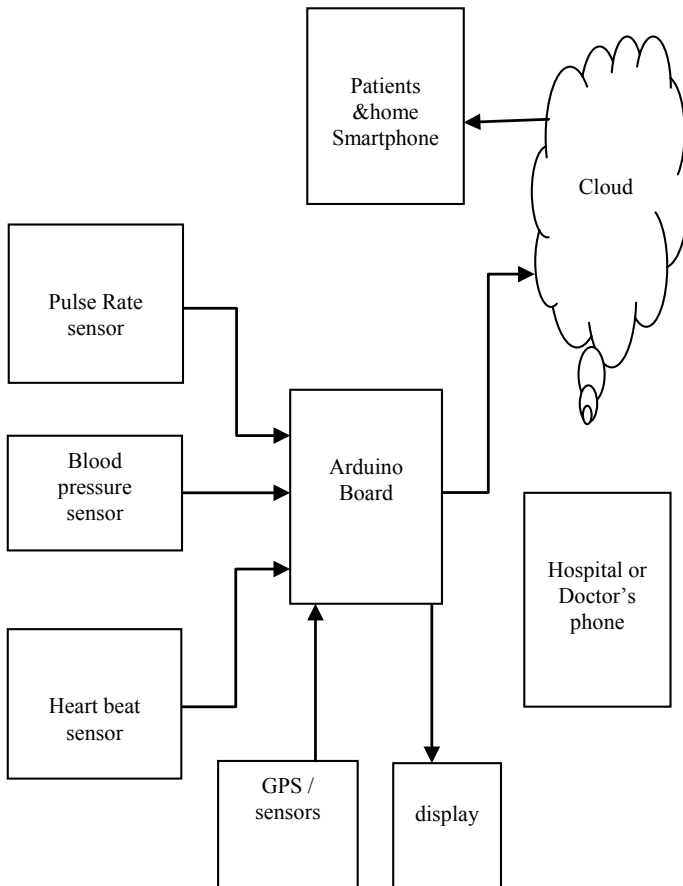 Patients
&home
Smartphone
Cloud
Pulse Rate
sensor
Blood
pressure
sensor
Arduino
Board
Hospital or
Doctor’s
phone
Heart beat
sensor
GPS /
sensors
display